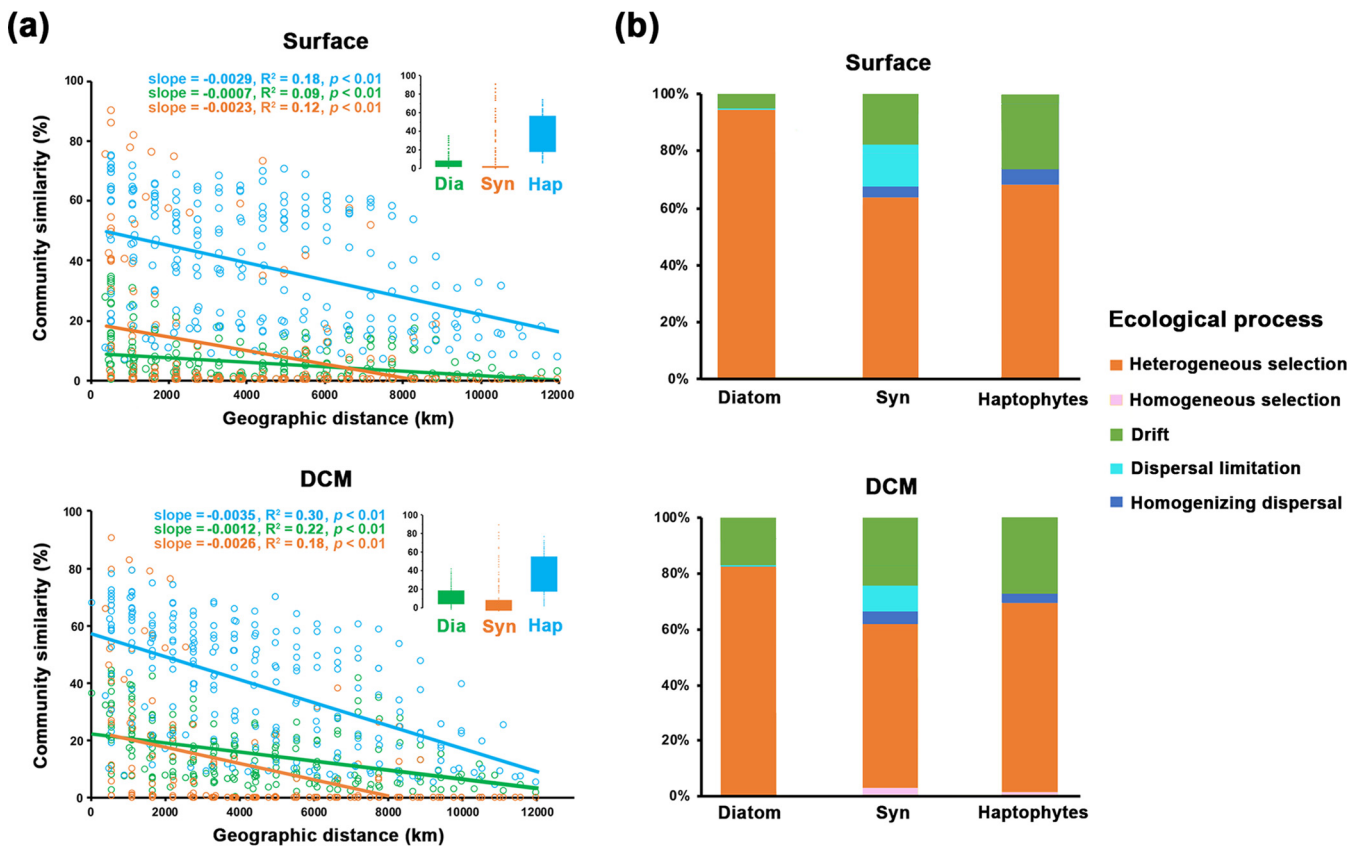 (a)
Surface
slope = -0.0029, R² = 0.18, p < 0.01
slope = -0.0007, R² = 0.09, p < 0.01
slope = -0.0023, R² = 0.12, p < 0.01
100
80
60
40
20
0
Dia Syn Hap
Community similarity (%)
100
80
60
40
20
0
0 2000 4000 6000 8000 10000 12000
Geographic distance (km)
DCM
slope = -0.0035, R² = 0.30, p < 0.01
slope = -0.0012, R² = 0.22, p < 0.01
slope = -0.0026, R² = 0.18, p < 0.01
100
80
60
40
20
0
Dia Syn Hap
Community similarity (%)
100
80
60
40
20
0
0 2000 4000 6000 8000 10000 12000
Geographic distance (km)
(b)
Surface
100%
80%
60%
40%
20%
0%
Diatom Syn Haptophytes
DCM
100%
80%
60%
40%
20%
0%
Diatom Syn Haptophytes
Ecological process
Heterogeneous selection
Homogeneous selection
Drift
Dispersal limitation
Homogenizing dispersal